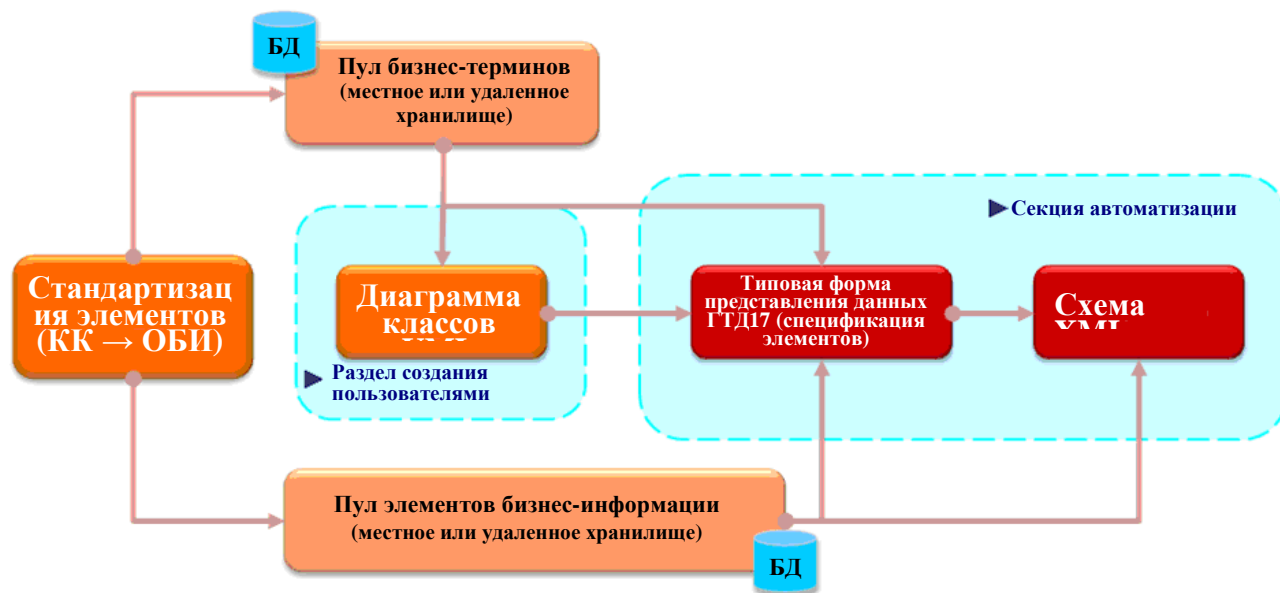 БД
Пул бизнес-терминов
(местное или удаленное
хранилище)
Секция автоматизации
Стандартизац
ия элементов
(КК → ОБИ)
Диаграмма
классов
Типовая форма
представления данных
ГТД17 (спецификация
элементов)
Схема
Раздел создания
пользователями
Пул элементов бизнес-информации
(местное или удаленное хранилище)
БД